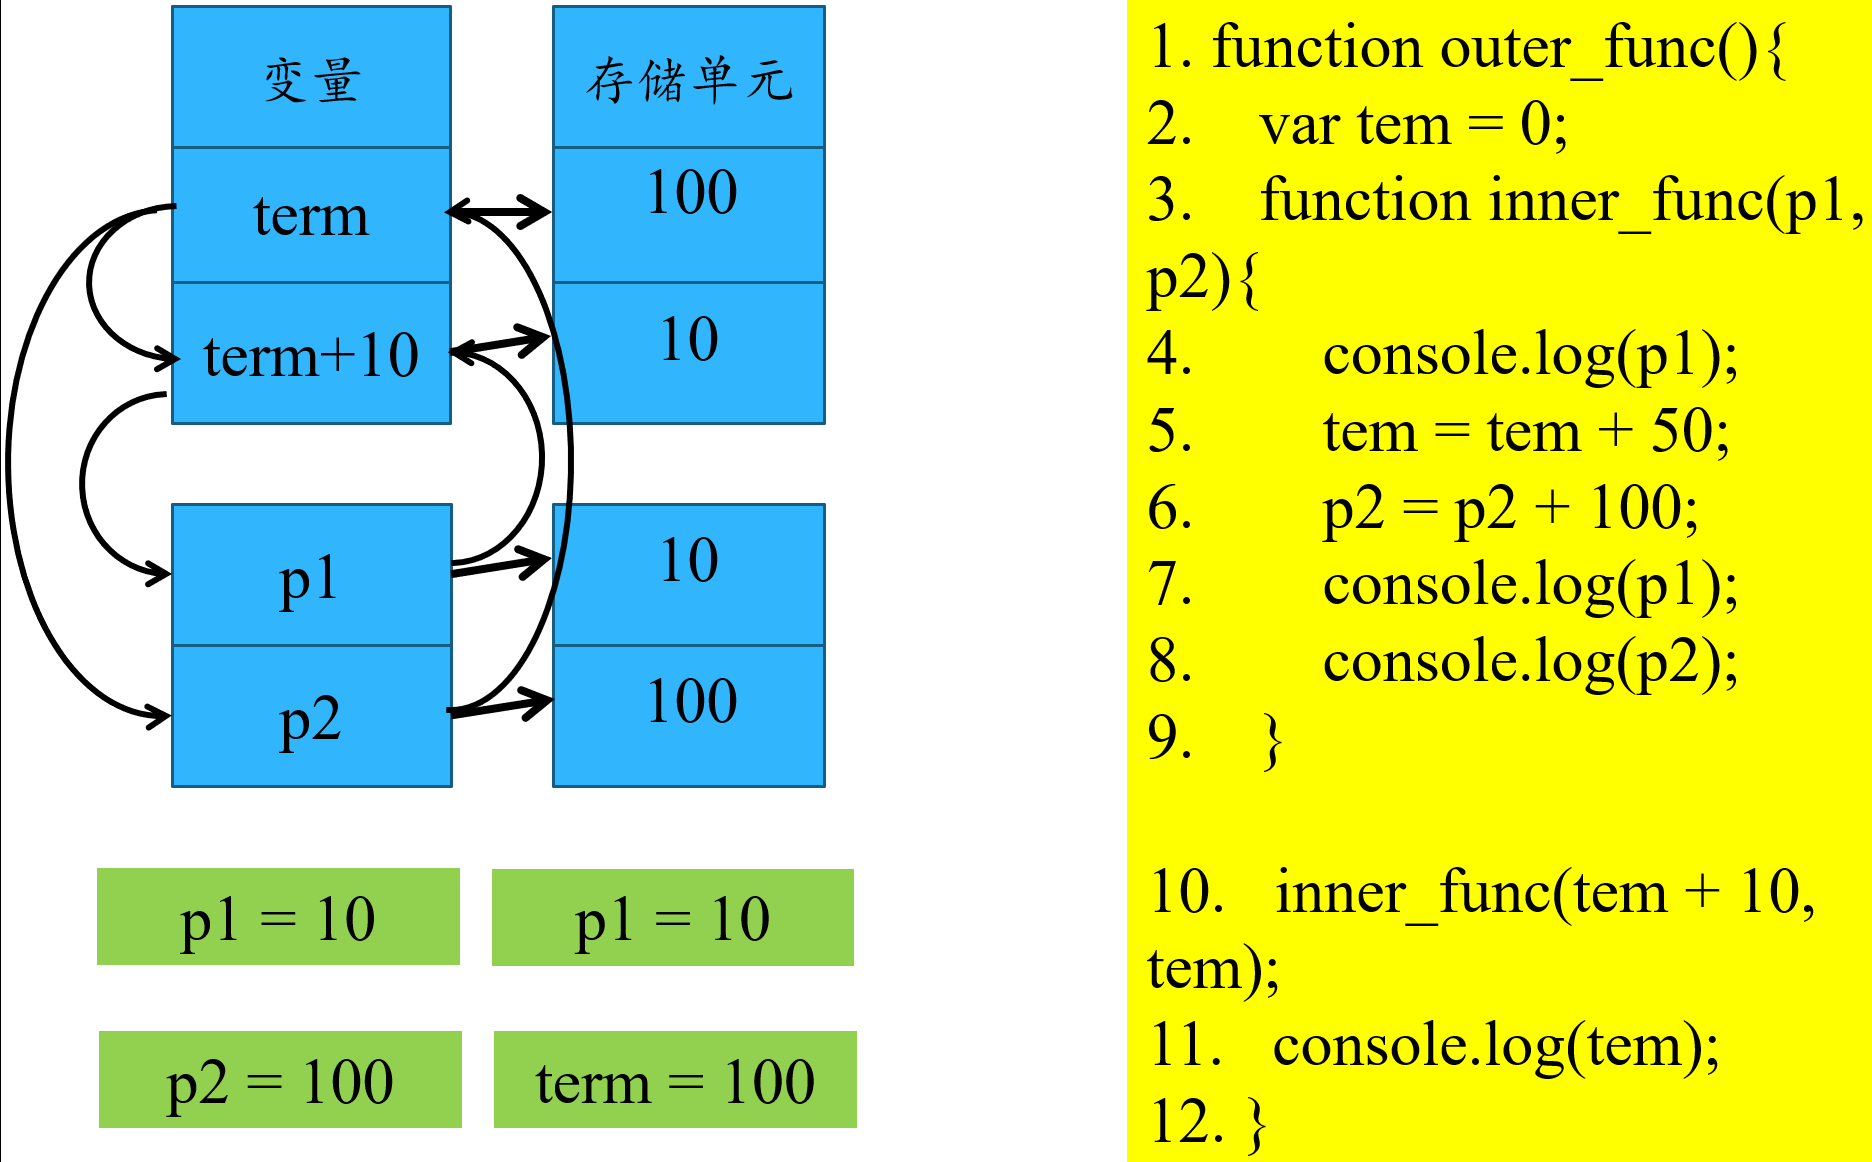 变量
存储单元
term
100
term+10
10
p1
10
p2
100
p1 = 10
p1 = 10
p2 = 100
term = 100
1. function outer_func(){
2. var tem = 0;
3. function inner_func(p1,
p2){
4. console.log(p1);
5. tem = tem + 50;
6. p2 = p2 + 100;
7. console.log(p1);
8. console.log(p2);
9. }
10. inner_func(tem + 10,
tem);
11. console.log(tem);
12. }